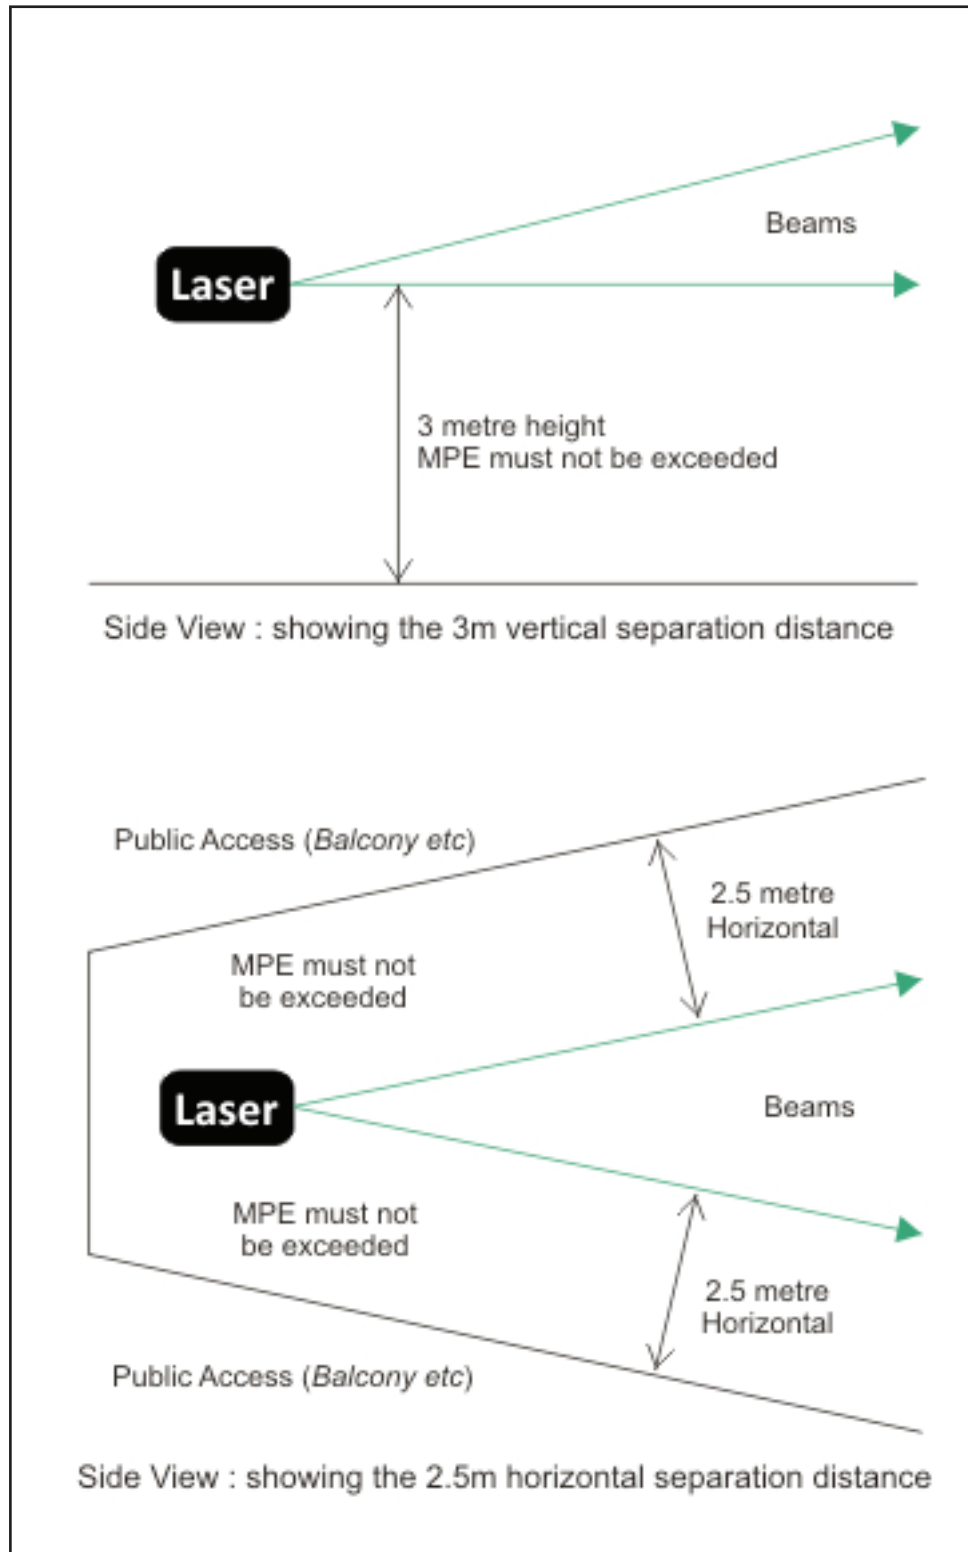 Beams
Laser
3 metre height
MPE must not be exceeded
Side View : showing the 3m vertical separation distance
Public Access (Balcony etc)
2.5 metre
Horizontal
MPE must not
be exceeded
Laser
Beams
MPE must not
be exceeded
2.5 metre
Horizontal
Public Access (Balcony etc)
Side View : showing the 2.5m horizontal separation distance